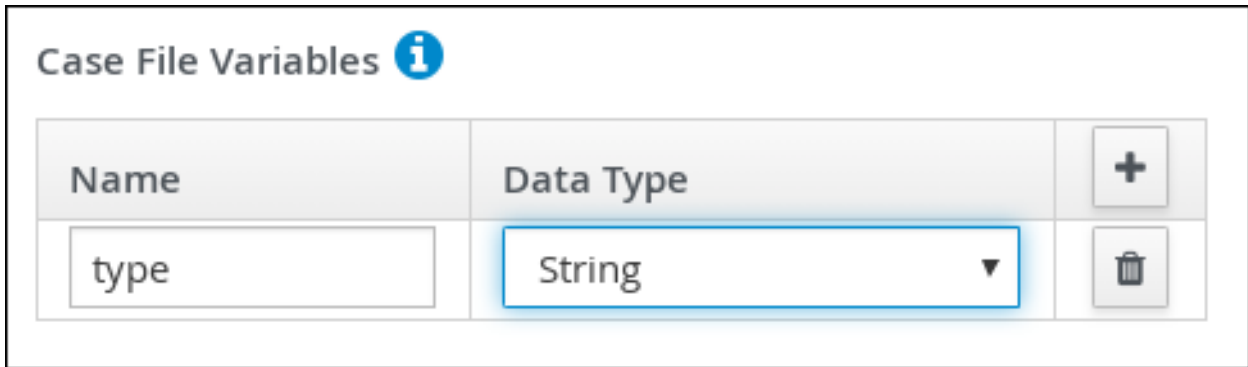 Case File Variables
Name Data Type
type String